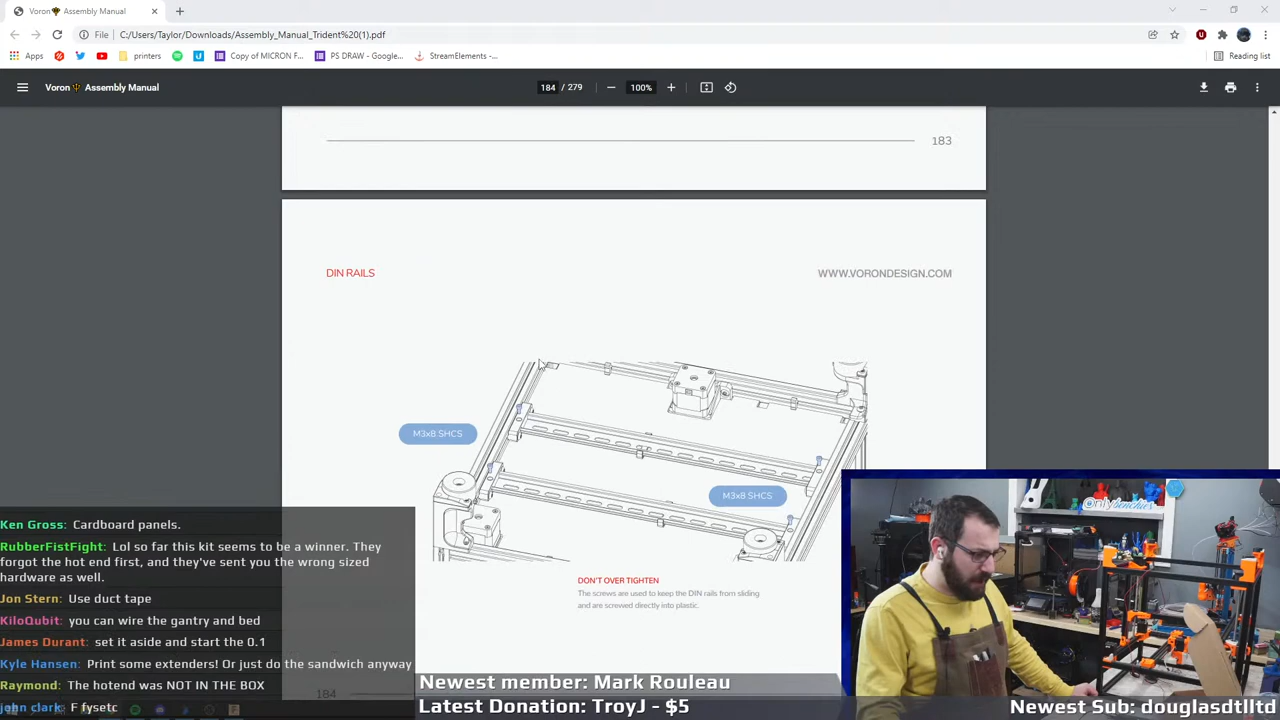 Voron Assembly Manual
File
C:/Users/Taylor/Downloads/Assembly_Manual_Trident%20(1).pdf
Apps
printers
Copy of MICRON F...
PS DRAW - Google...
StreamElements -...
Reading list
Voron Assembly Manual
184 / 279
100%
183
DIN RAILS
WWW.VORONDESIGN.COM
M3x8 SHCS
M3x8 SHCS
DON'T OVER TIGHTEN
The screws are used to keep the DIN rails from sliding
and are screwed directly into plastic.
@onlybenchies
Ken Gross: Cardboard panels.
RubberFistFight: Lol so far this kit seems to be a winner. They
forgot the hot end first, and they've sent you the wrong sized
hardware as well.
Jon Stern: Use duct tape
KiloQubit: you can wire the gantry and bed
James Durant: set it aside and start the 0.1
Kyle Hansen: Print some extenders! Or just do the sandwich anyway
Raymond: The hotend was NOT IN THE BOX
john clark: F fysetc
184
Newest member: Mark Rouleau
Latest Donation: TroyJ - $5
Newest Sub: douglasdtlltd